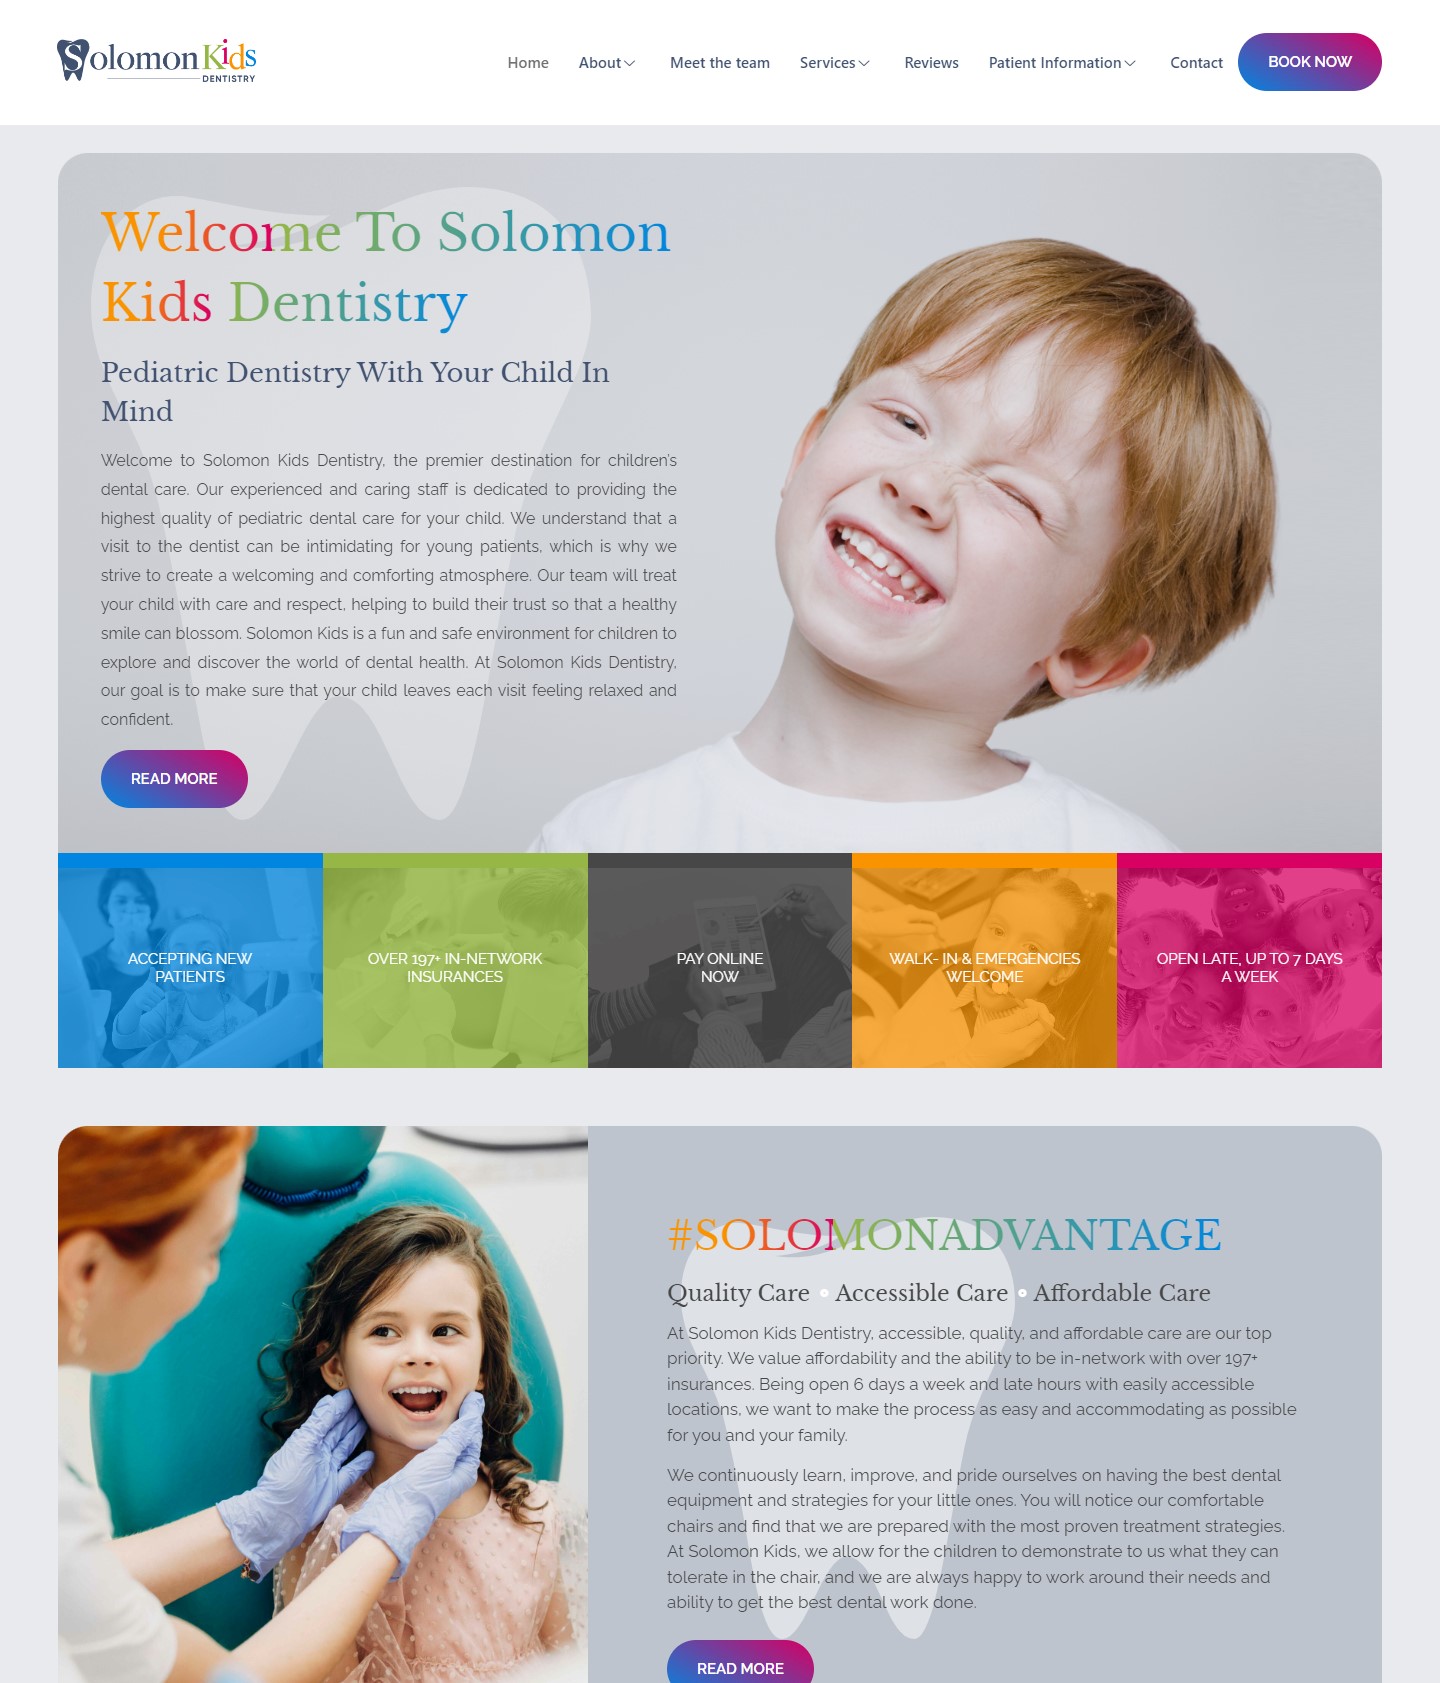 Solomon Kids
DENTISTRY
Home About Meet the team Services Reviews Patient Information Contact BOOK NOW
Welcome To Solomon
Kids Dentistry
Pediatric Dentistry With Your Child In
Mind
Welcome to Solomon Kids Dentistry, the premier destination for children's
dental care. Our experienced and caring staff is dedicated to providing the
highest quality of pediatric dental care for your child. We understand that a
visit to the dentist can be intimidating for young patients, which is why we
strive to create a welcoming and comforting atmosphere. Our team will treat
your child with care and respect, helping to build their trust so that a healthy
smile can blossom. Solomon Kids is a fun and safe environment for children to
explore and discover the world of dental health. At Solomon Kids Dentistry,
our goal is to make sure that your child leaves each visit feeling relaxed and
confident.
READ MORE
ACCEPTING NEW
PATIENTS
OVER 197+ IN-NETWORK
INSURANCES
PAY ONLINE
NOW
WALK- IN & EMERGENCIES
WELCOME
OPEN LATE, UP TO 7 DAYS
A WEEK
#SOLOMONADVANTAGE
Quality Care • Accessible Care • Affordable Care
At Solomon Kids Dentistry, accessible, quality, and affordable care are our top
priority. We value affordability and the ability to be in-network with over 197+
insurances. Being open 6 days a week and late hours with easily accessible
locations, we want to make the process as easy and accommodating as possible
for you and your family.
We continuously learn, improve, and pride ourselves on having the best dental
equipment and strategies for your little ones. You will notice our comfortable
chairs and find that we are prepared with the most proven treatment strategies.
At Solomon Kids, we allow for the children to demonstrate to us what they can
tolerate in the chair, and we are always happy to work around their needs and
ability to get the best dental work done.
READ MORE